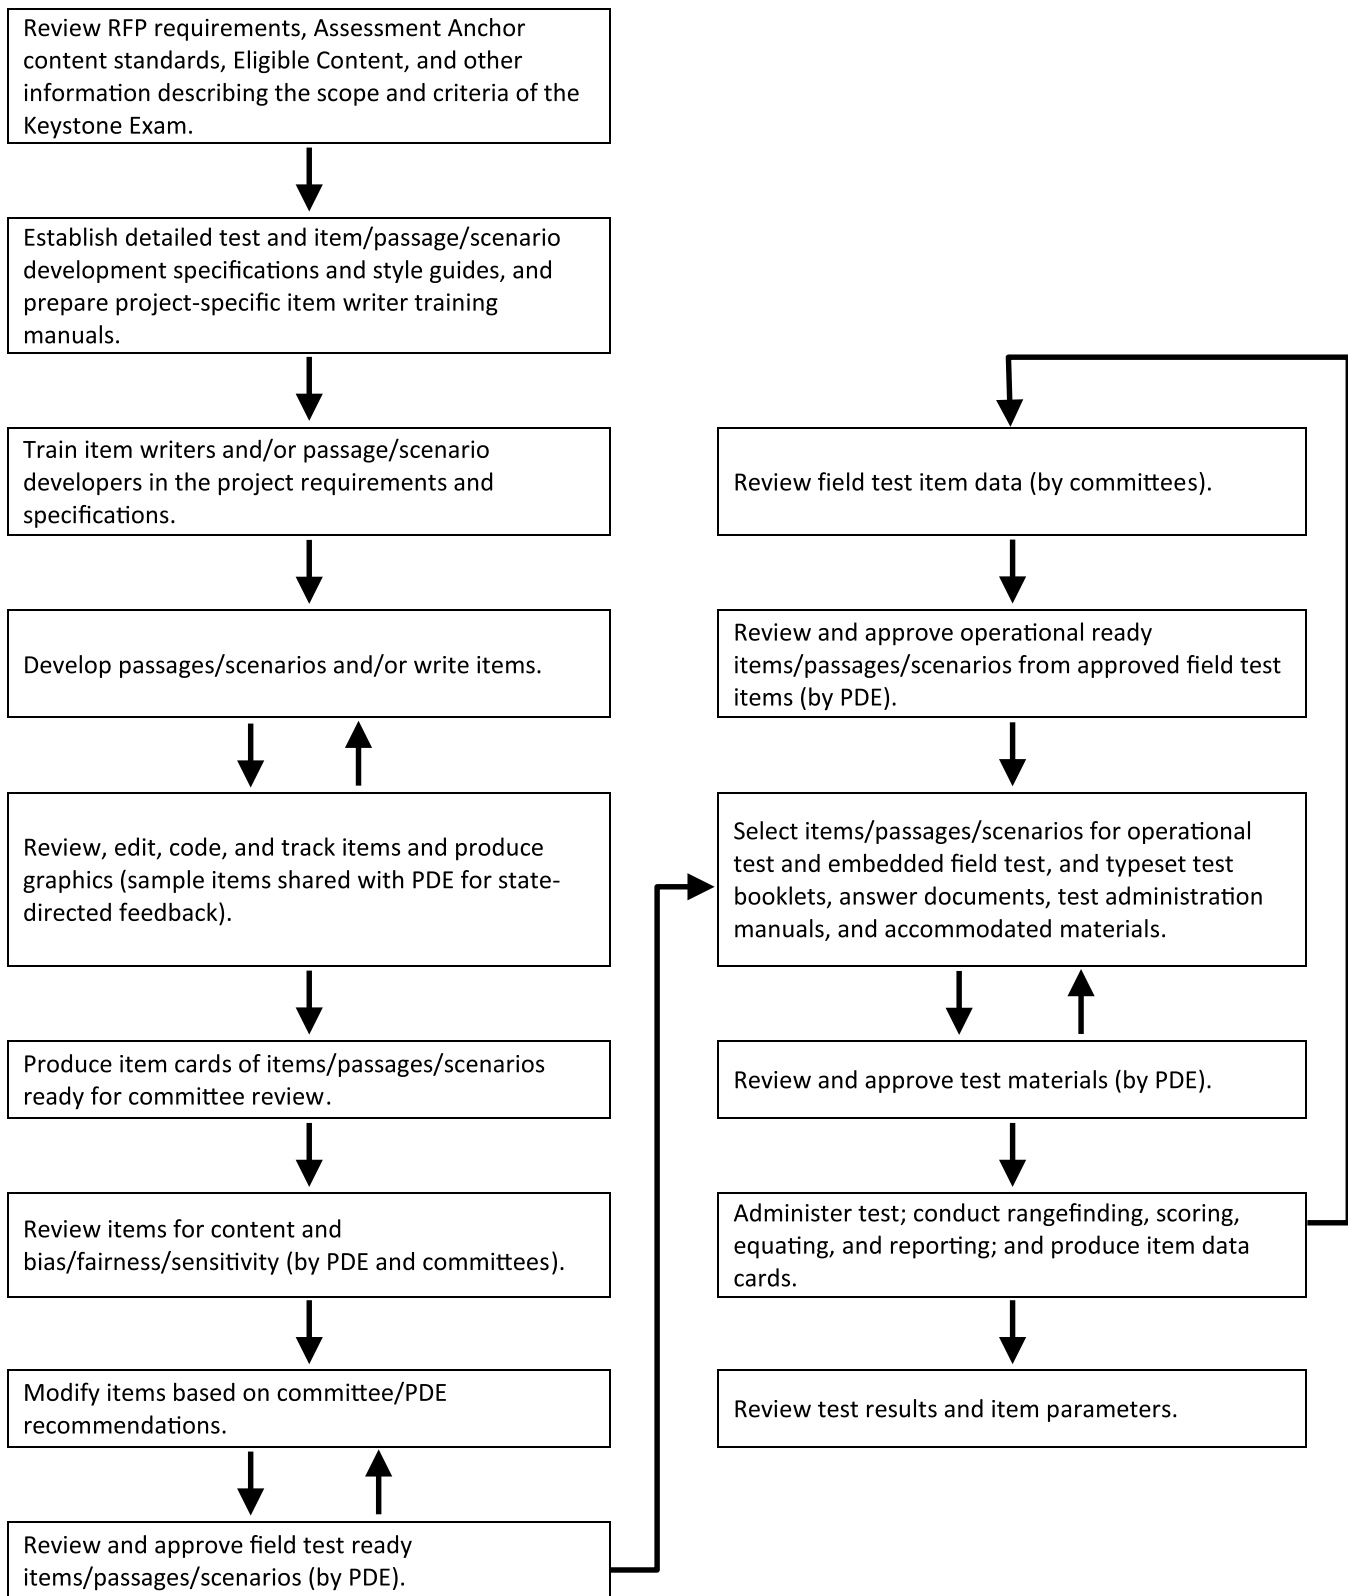 Review RFP requirements, Assessment Anchor
content standards, Eligible Content, and other
information describing the scope and criteria of the
Keystone Exam.
Establish detailed test and item/passage/scenario
development specifications and style guides, and
prepare project-specific item writer training
manuals.
Train item writers and/or passage/scenario
developers in the project requirements and
specifications.
Develop passages/scenarios and/or write items.
Review, edit, code, and track items and produce
graphics (sample items shared with PDE for state-
directed feedback).
Produce item cards of items/passages/scenarios
ready for committee review.
Review items for content and
bias/fairness/sensitivity (by PDE and committees).
Modify items based on committee/PDE
recommendations.
Review and approve field test ready
items/passages/scenarios (by PDE).
Review field test item data (by committees).
Review and approve operational ready
items/passages/scenarios from approved field test
items (by PDE).
Select items/passages/scenarios for operational
test and embedded field test, and typeset test
booklets, answer documents, test administration
manuals, and accommodated materials.
Review and approve test materials (by PDE).
Administer test; conduct rangefinding, scoring,
equating, and reporting; and produce item data
cards.
Review test results and item parameters.